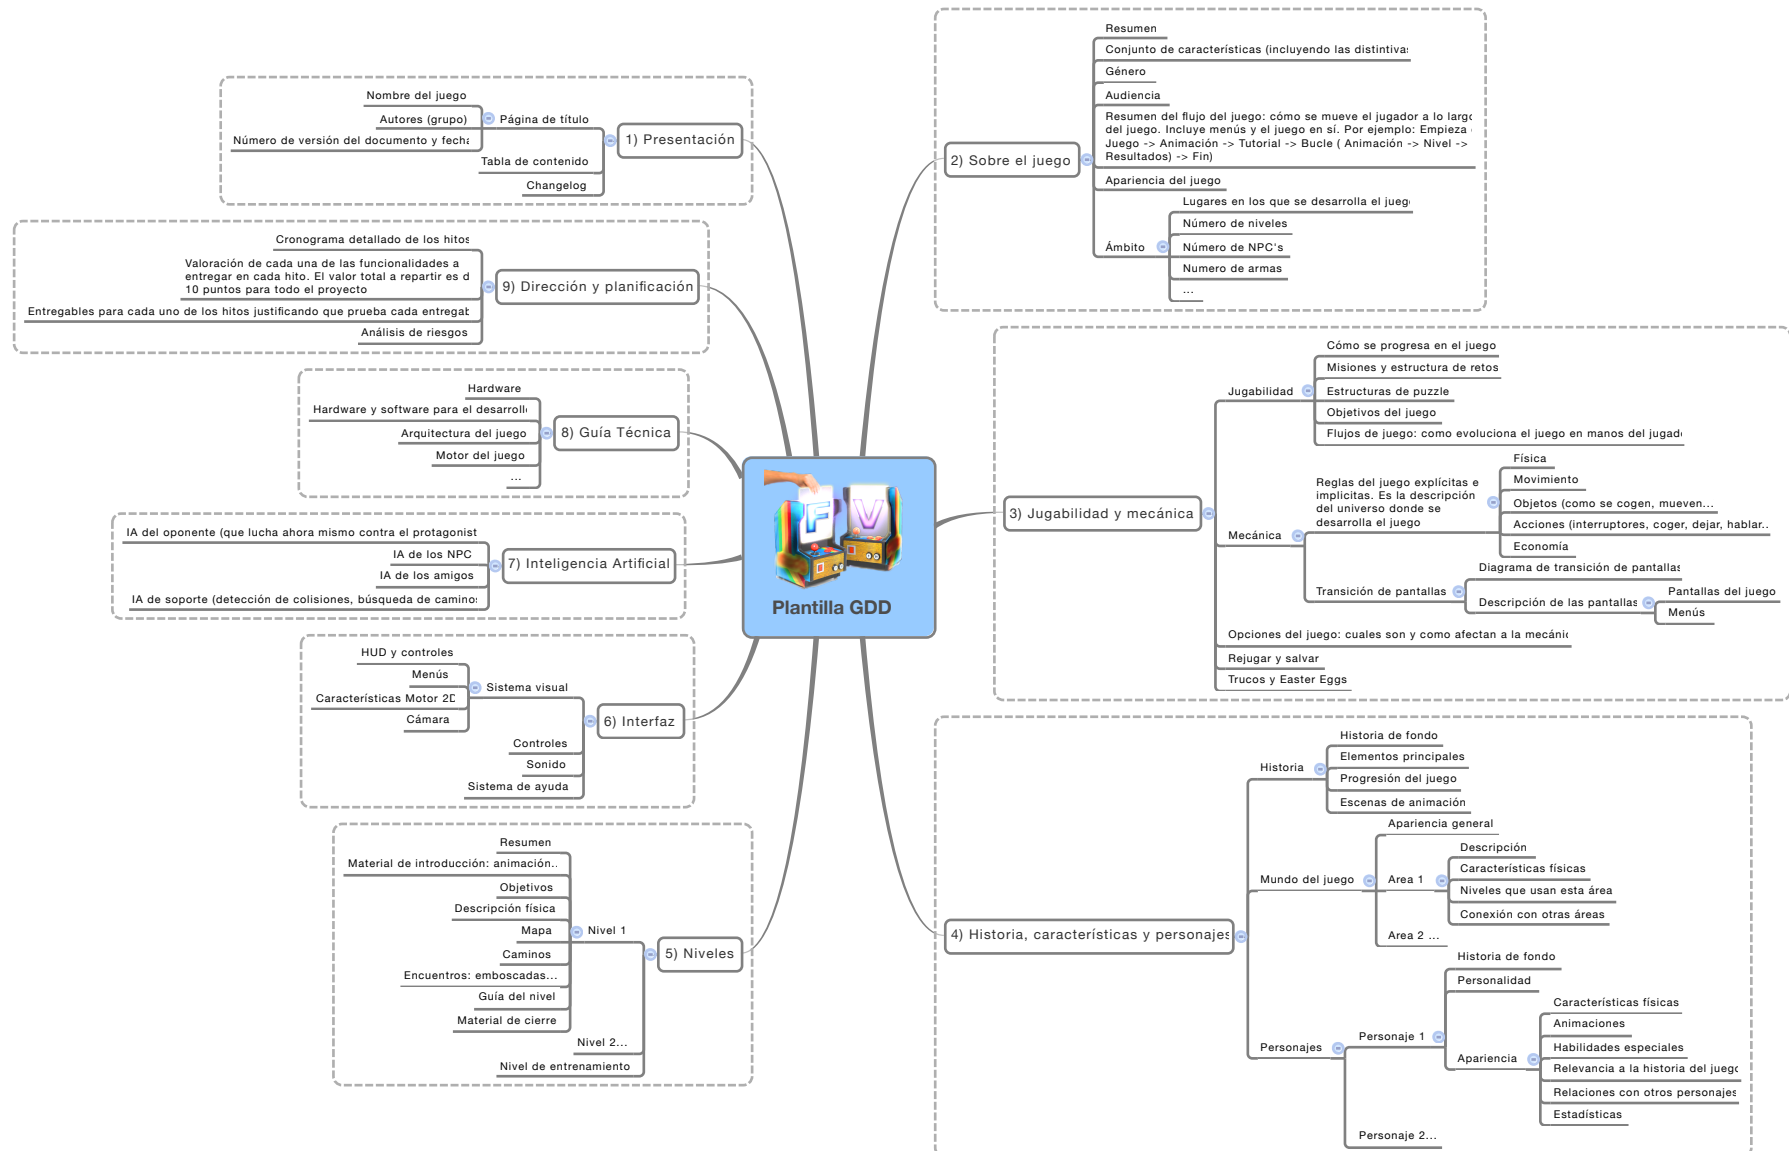 Plantilla GDD
1) Presentación
Página de título
Nombre del juego
Autores (grupo)
Número de versión del documento y fecha
Tabla de contenido
Changelog
2) Sobre el juego
Resumen
Conjunto de características (incluyendo las distintivas
Género
Audiencia
Resumen del flujo del juego: cómo se mueve el jugador a lo largo
del juego. Incluye menús y el juego en sí. Por ejemplo: Empieza
Juego -> Animación -> Tutorial -> Bucle ( Animación -> Nivel ->
Resultados) -> Fin)
Apariencia del juego
Ámbito
Lugares en los que se desarrolla el juego
Número de niveles
Número de NPC's
Numero de armas
...
3) Jugabilidad y mecánica
Jugabilidad
Cómo se progresa en el juego
Misiones y estructura de retos
Estructuras de puzzle
Objetivos del juego
Flujos de juego: como evoluciona el juego en manos del jugado
Mecánica
Reglas del juego explícitas e
implicitas. Es la descripción
del universo donde se
desarrolla el juego
Física
Movimiento
Objetos (como se cogen, mueven...
Acciones (interruptores, coger, dejar, hablar..
Economía
Transición de pantallas
Diagrama de transición de pantallas
Descripción de las pantallas
Pantallas del juego
Menús
Opciones del juego: cuales son y como afectan a la mecánic
Rejugar y salvar
Trucos y Easter Eggs
4) Historia, características y personajes
Historia
Historia de fondo
Elementos principales
Progresión del juego
Escenas de animación
Mundo del juego
Apariencia general
Area 1
Descripción
Características físicas
Niveles que usan esta área
Conexión con otras áreas
Area 2 ...
Personajes
Personaje 1
Historia de fondo
Personalidad
Apariencia
Características físicas
Animaciones
Habilidades especiales
Relevancia a la historia del juego
Relaciones con otros personajes
Estadísticas
Personaje 2...
5) Niveles
Nivel 1
Resumen
Material de introducción: animación..
Objetivos
Descripción física
Mapa
Caminos
Encuentros: emboscadas...
Guía del nivel
Material de cierre
Nivel 2...
Nivel de entrenamiento
6) Interfaz
Sistema visual
HUD y controles
Menús
Características Motor 2D
Cámara
Controles
Sonido
Sistema de ayuda
7) Inteligencia Artificial
IA del oponente (que lucha ahora mismo contra el protagonist
IA de los NPC
IA de los amigos
IA de soporte (detección de colisiones, búsqueda de caminos
8) Guía Técnica
Hardware
Hardware y software para el desarrollo
Arquitectura del juego
Motor del juego
...
9) Dirección y planificación
Cronograma detallado de los hitos
Valoración de cada una de las funcionalidades a
entregar en cada hito. El valor total a repartir es d
10 puntos para todo el proyecto
Entregables para cada uno de los hitos justificando que prueba cada entregab
Análisis de riesgos
F V